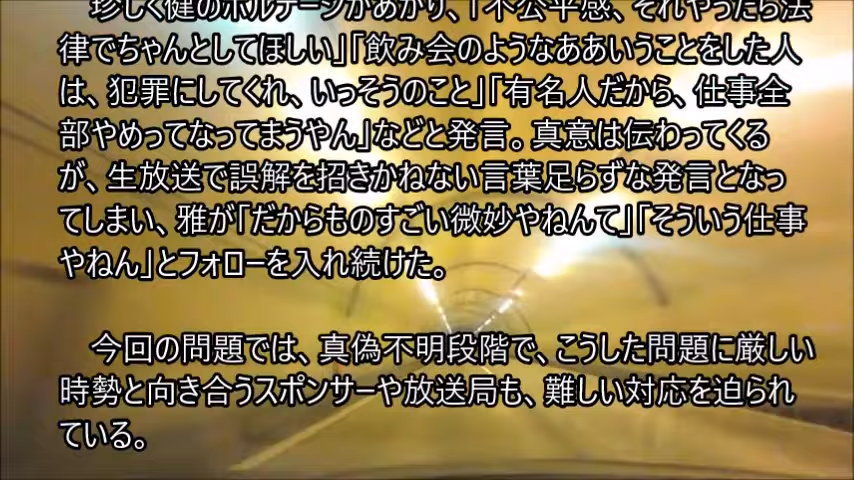 珍しく健のボルテージがあがり、「不公平感、それやったら法
律でちゃんとしてほしい」「飲み会のようなああいうことをした人
は、犯罪にしてくれ、いっそうのこと」「有名人だから、仕事全
部やめってなってまうやん」などと発言。真意は伝わってくる
が、生放送で誤解を招きかねない言葉足らずな発言となっ
てしまい、雅が「だからものすごい微妙やねんて」「そういう仕事
やねん」とフォローを入れ続けた。
今回の問題では、真偽不明段階で、こうした問題に厳しい
時勢と向き合うスポンサーや放送局も、難しい対応を迫られ
ている。